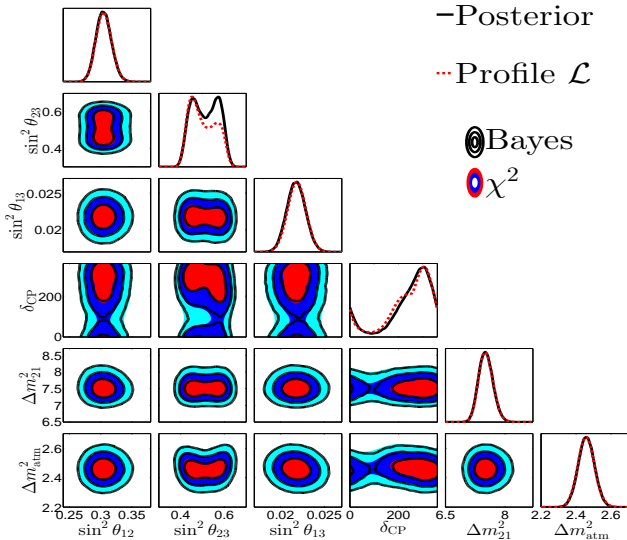 Posterior
Profile ℒ
Bayes
χ²
sin² θ₂₃
0.6
0.4
sin² θ₁₃
0.025
0.02
δ_CP
200
0
Δm²₂₁
8.5
8
7.5
7
6.5
Δm²_atm
2.6
2.4
2.2
0.25 0.3 0.35 0.4 0.6 0.02 0.025 0 200 6.5 8 2.2 2.4 2.6
sin² θ₁₂ sin² θ₂₃ sin² θ₁₃ δ_CP Δm²₂₁ Δm²_atm